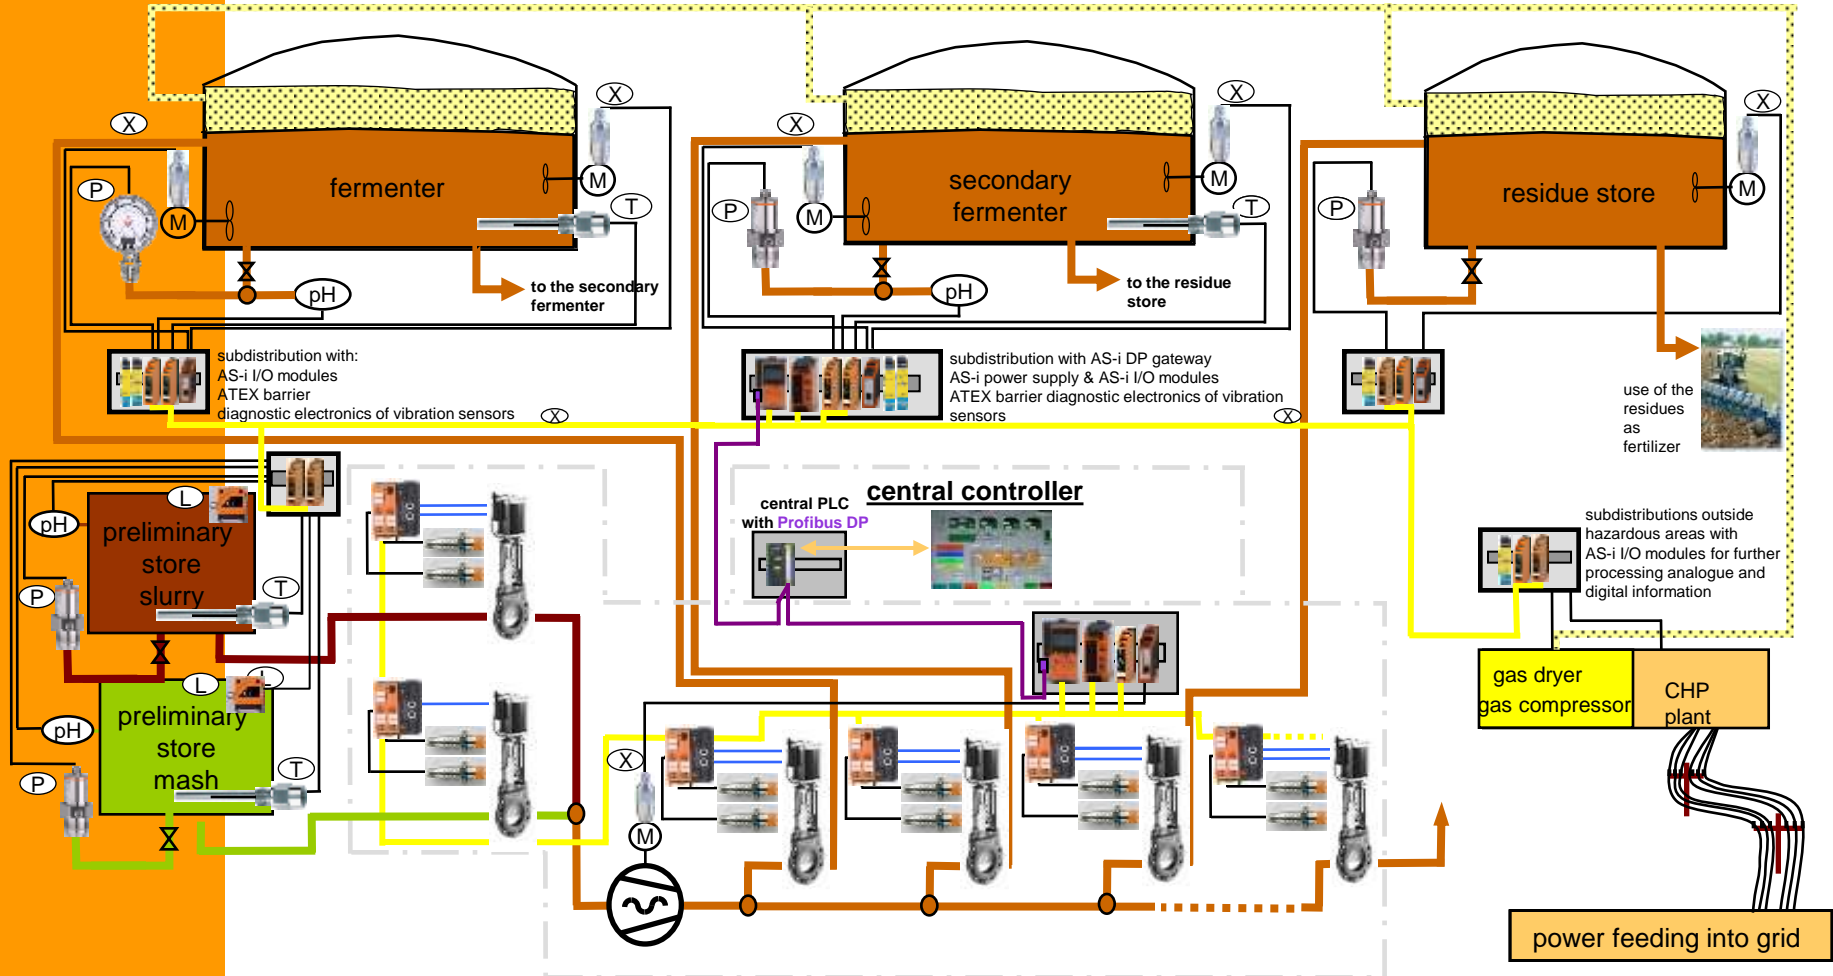 X
X
X
X
X
P
M
fermenter
M
T
P
M
secondary
fermenter
M
T
P
residue store
M
pH
to the secondary
fermenter
pH
to the residue
store
subdistribution with:
AS-i I/O modules
ATEX barrier
diagnostic electronics of vibration sensors
X
subdistribution with AS-i DP gateway
AS-i power supply & AS-i I/O modules
ATEX barrier diagnostic electronics of vibration
sensors
X
use of the
residues
as
fertilizer
L
pH
preliminary
store
slurry
P
T
central controller
central PLC
with Profibus DP
subdistributions outside
hazardous areas with
AS-i I/O modules for further
processing analogue and
digital information
L
L
pH
preliminary
store
mash
P
T
X
M
gas dryer
gas compressor
CHP
plant
power feeding into grid